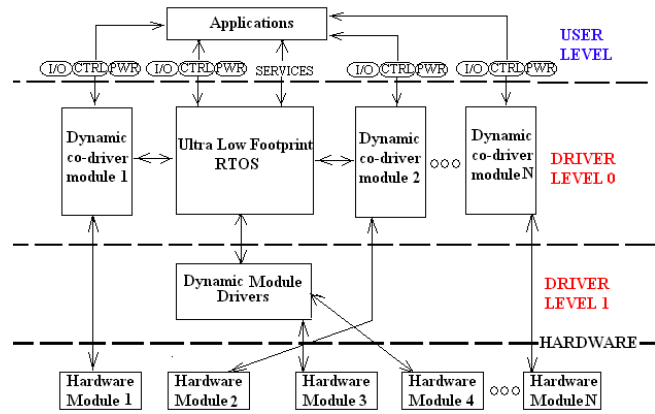 Applications
USER
LEVEL
I/O CTRL PWR
I/O CTRL PWR
SERVICES
I/O CTRL PWR
I/O CTRL PWR
Dynamic
co-driver
module 1
Ultra Low Footprint
RTOS
Dynamic
co-driver
module 2
Dynamic
co-driver
module N
DRIVER
LEVEL 0
Dynamic Module
Drivers
DRIVER
LEVEL 1
HARDWARE
Hardware
Module 1
Hardware
Module 2
Hardware
Module 3
Hardware
Module 4
Hardware
Module N